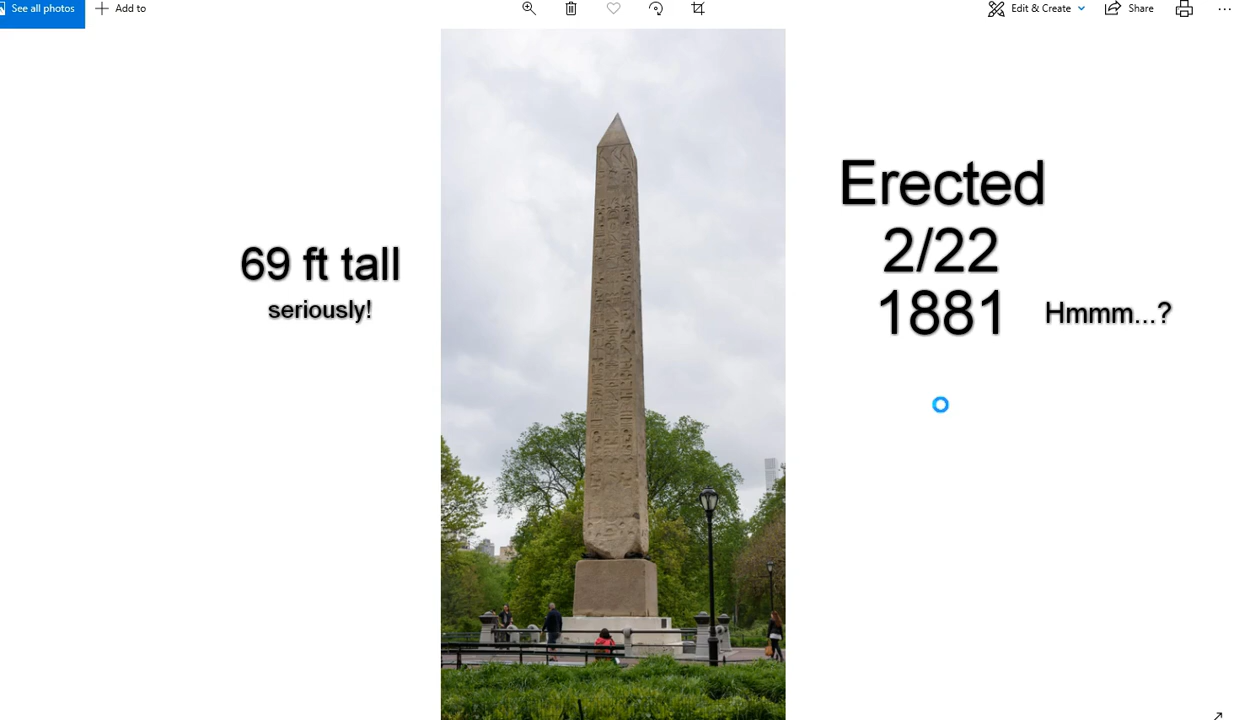 See all photos
Add to
Edit & Create
Share
69 ft tall
seriously!
Erected
2/22
1881
Hmmm...?